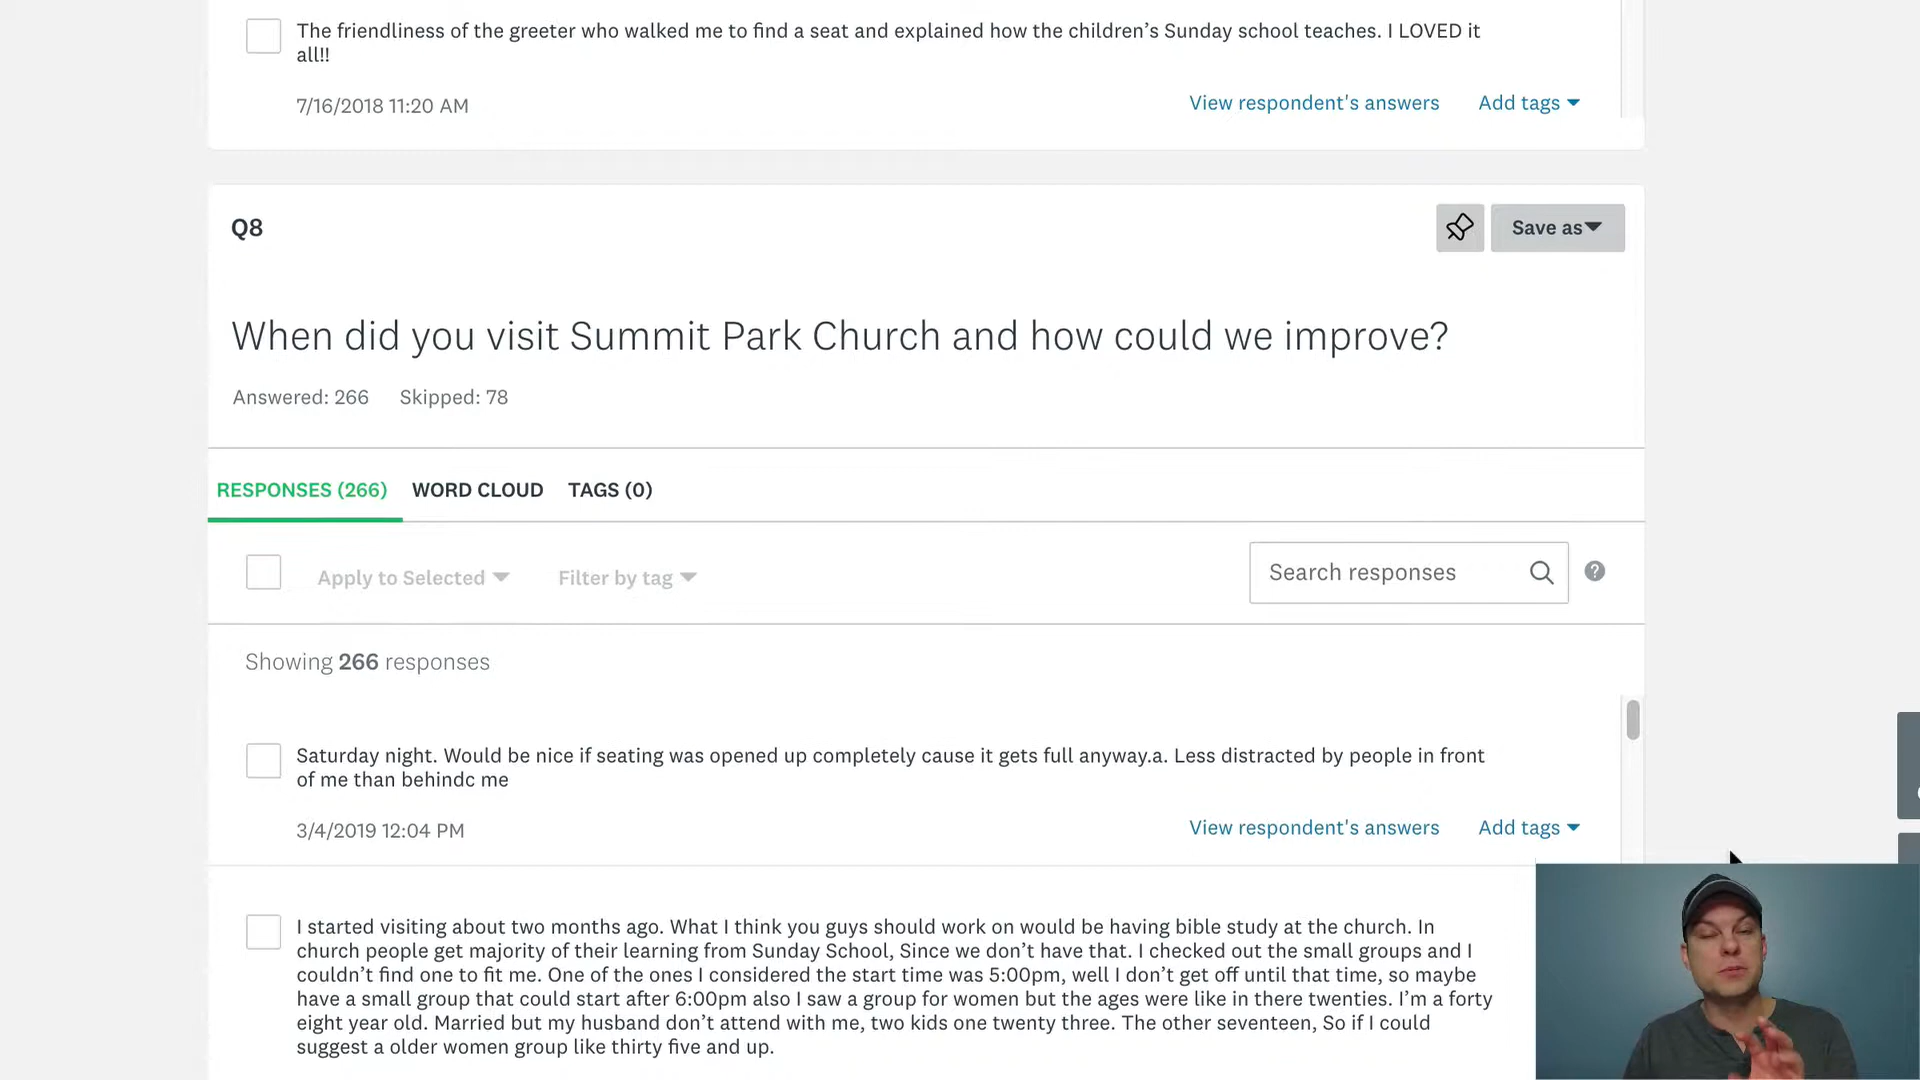 The friendliness of the greeter who walked me to find a seat and explained how the children's Sunday school teaches. I LOVED it
all!!
7/16/2018 11:20 AM
View respondent's answers
Add tags
Q8
Save as
When did you visit Summit Park Church and how could we improve?
Answered: 266
Skipped: 78
RESPONSES (266)
WORD CLOUD
TAGS (0)
Apply to Selected
Filter by tag
Search responses
?
Showing 266 responses
Saturday night. Would be nice if seating was opened up completely cause it gets full anyway.a. Less distracted by people in front
of me than behindc me
3/4/2019 12:04 PM
View respondent's answers
Add tags
I started visiting about two months ago. What I think you guys should work on would be having bible study at the church. In
church people get majority of their learning from Sunday School, Since we don't have that. I checked out the small groups and I
couldn't find one to fit me. One of the ones I considered the start time was 5:00pm, well I don't get off until that time, so maybe
have a small group that could start after 6:00pm also I saw a group for women but the ages were like in there twenties. I'm a forty
eight year old. Married but my husband don't attend with me, two kids one twenty three. The other seventeen, So if I could
suggest a older women group like thirty five and up.